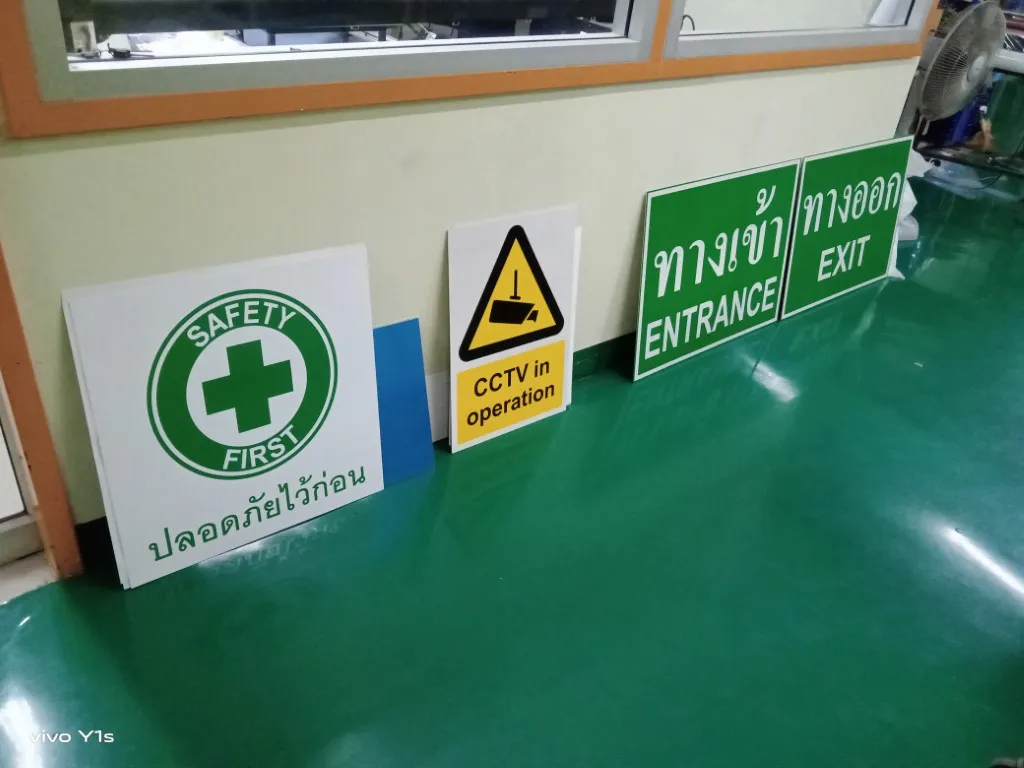 SAFETY
FIRST
ปลอดภัยไว้ก่อน
CCTV in
operation
ทางเข้า
ENTRANCE
ทางออก
EXIT
vivo Y1s